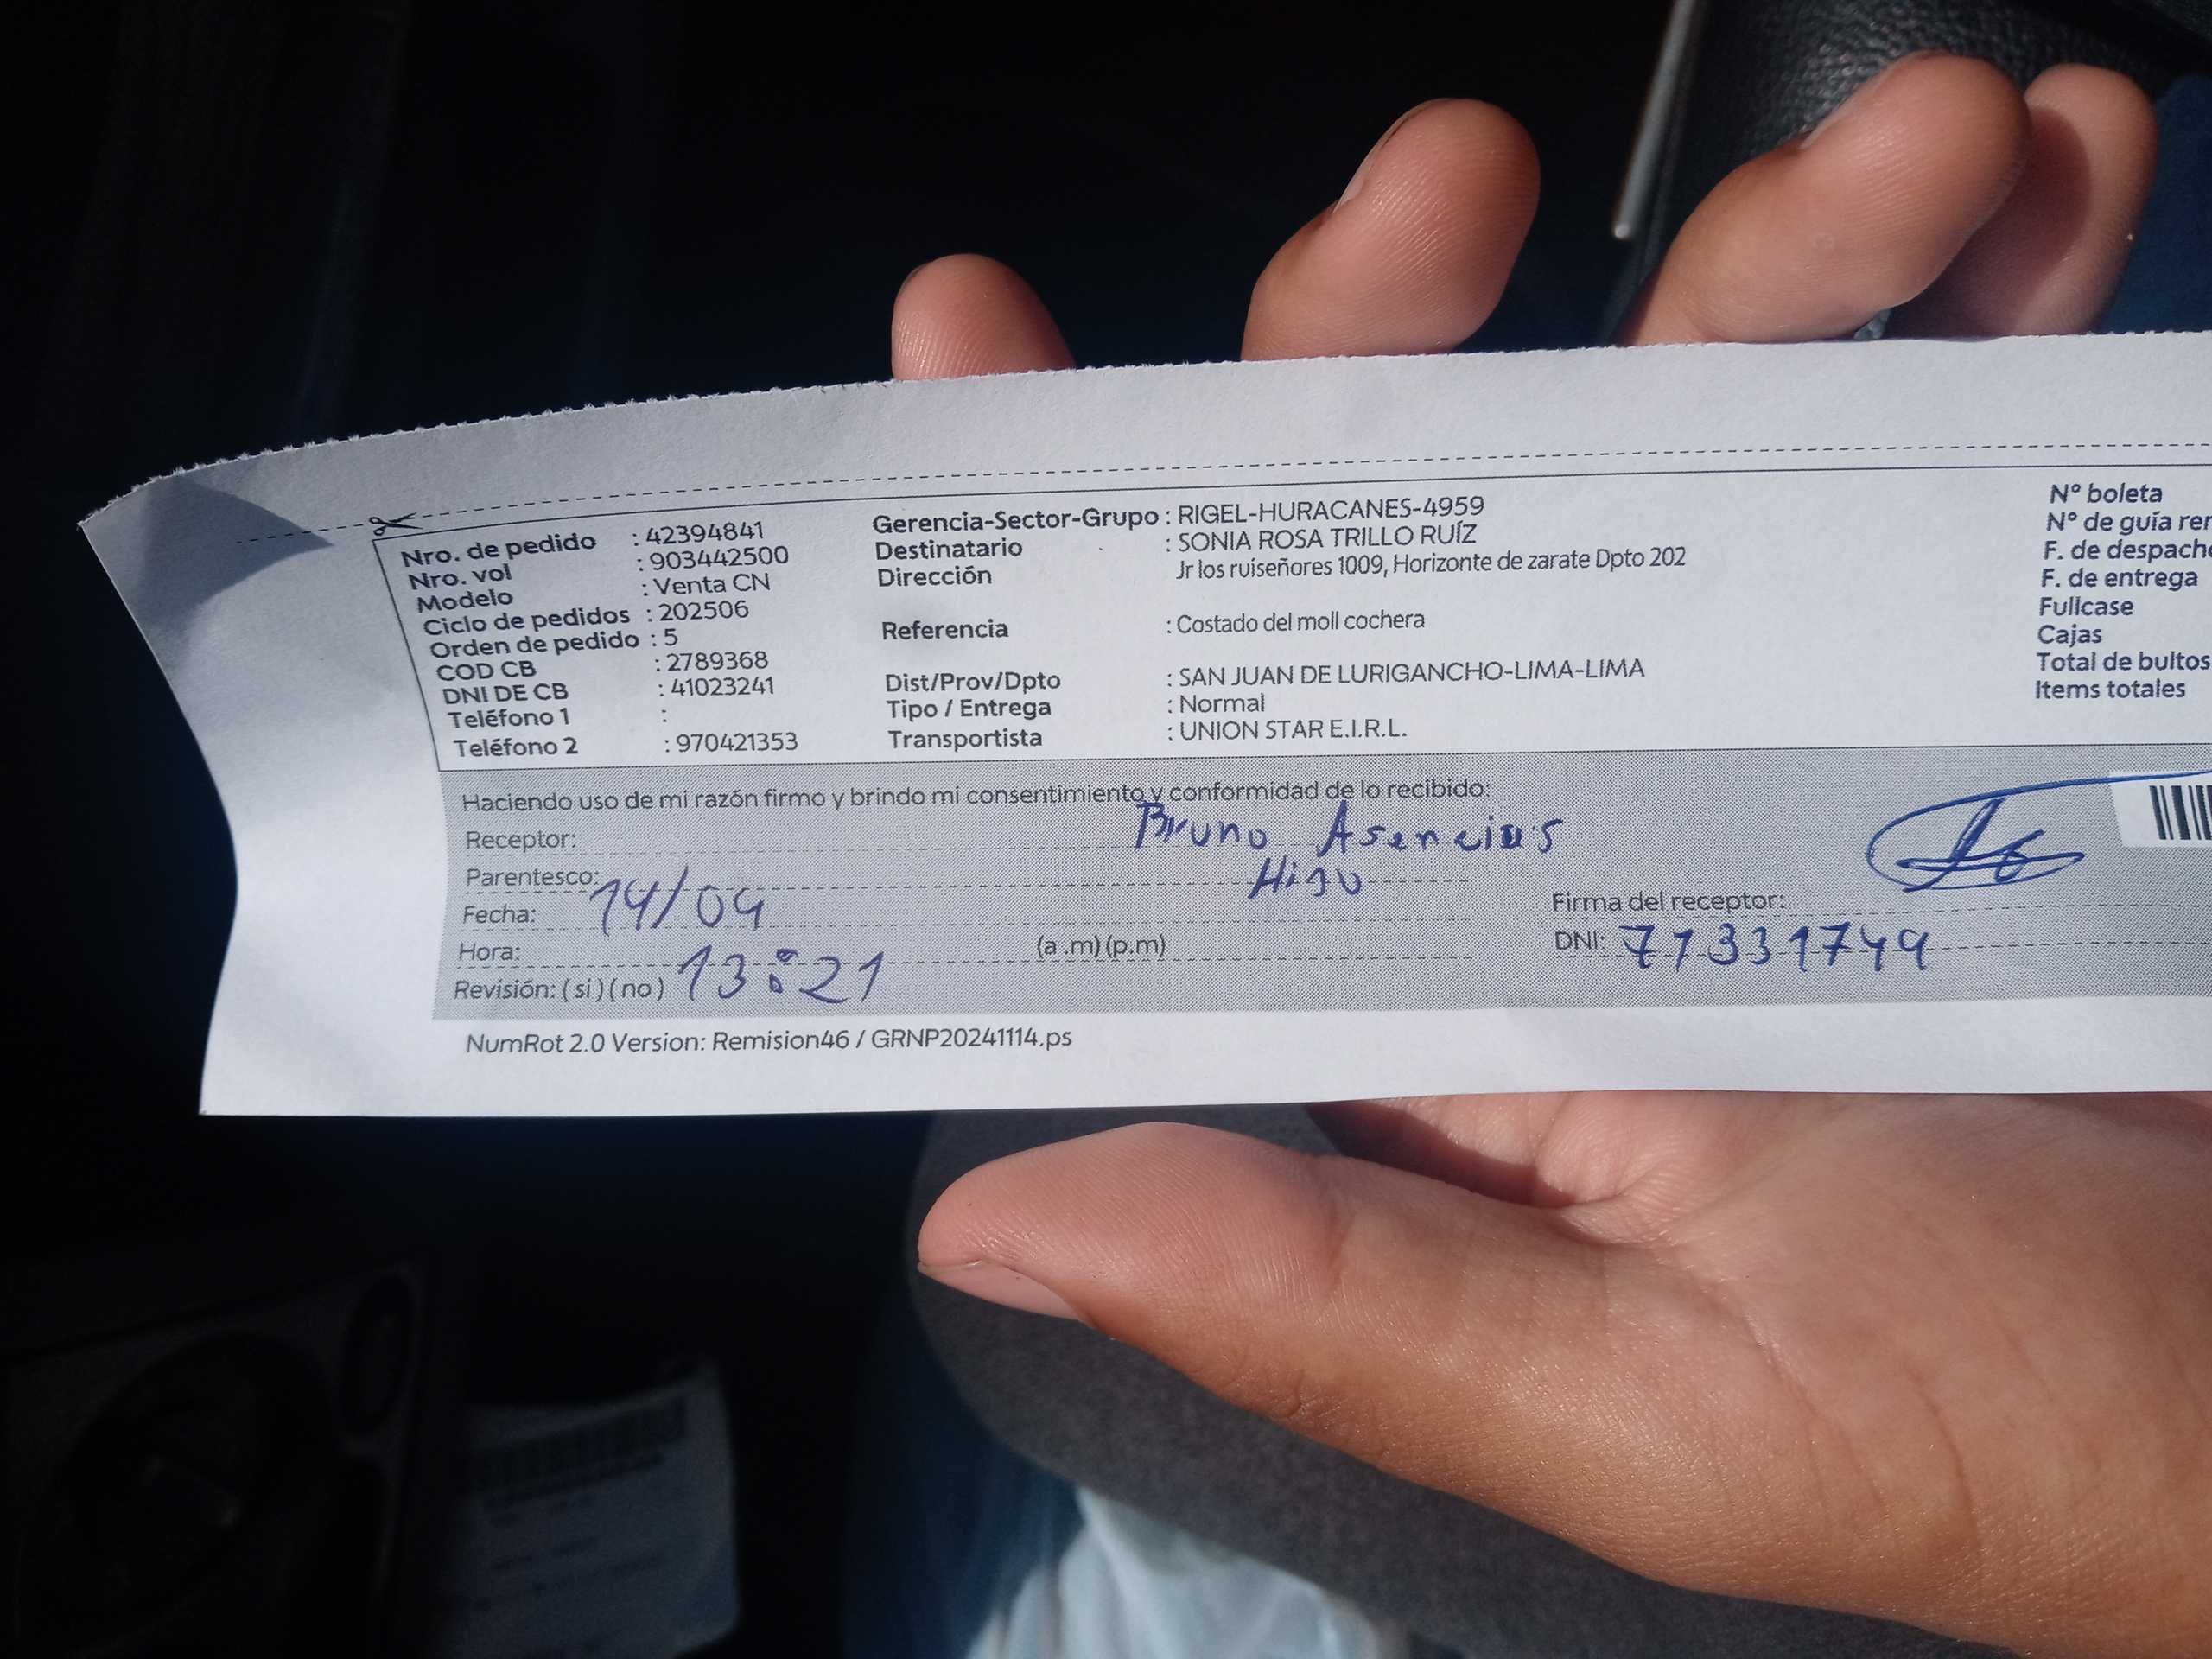 Nro. de pedido : 42394841
Nro. vol : 903442500
Modelo : Venta CN
Ciclo de pedidos : 202506
Orden de pedido : 5
COD CB : 2789368
DNI DE CB : 41023241
Teléfono 1 :
Teléfono 2 : 970421353
Gerencia-Sector-Grupo : RIGEL-HURACANES-4959
Destinatario : SONIA ROSA TRILLO RUÍZ
Dirección Jr los ruiseñores 1009, Horizonte de zarate Dpto 202
Referencia : Costado del moll cochera
Dist/Prov/Dpto : SAN JUAN DE LURIGANCHO-LIMA-LIMA
Tipo / Entrega : Normal
Transportista : UNION STAR E.I.R.L.
N° boleta
N° de guía rer
F. de despacho
F. de entrega
Fullcase
Cajas
Total de bultos
Items totales
Haciendo uso de mi razón firmo y brindo mi consentimiento y conformidad de lo recibido:
Receptor: Bruno Asencios
Parentesco: Hijo
Fecha: 14/04
Hora: 13:21 (a .m) (p.m)
Revisión: ( si ) ( no )
Firma del receptor:
DNI: 71331749
NumRot 2.0 Version: Remision46 / GRNP20241114.ps